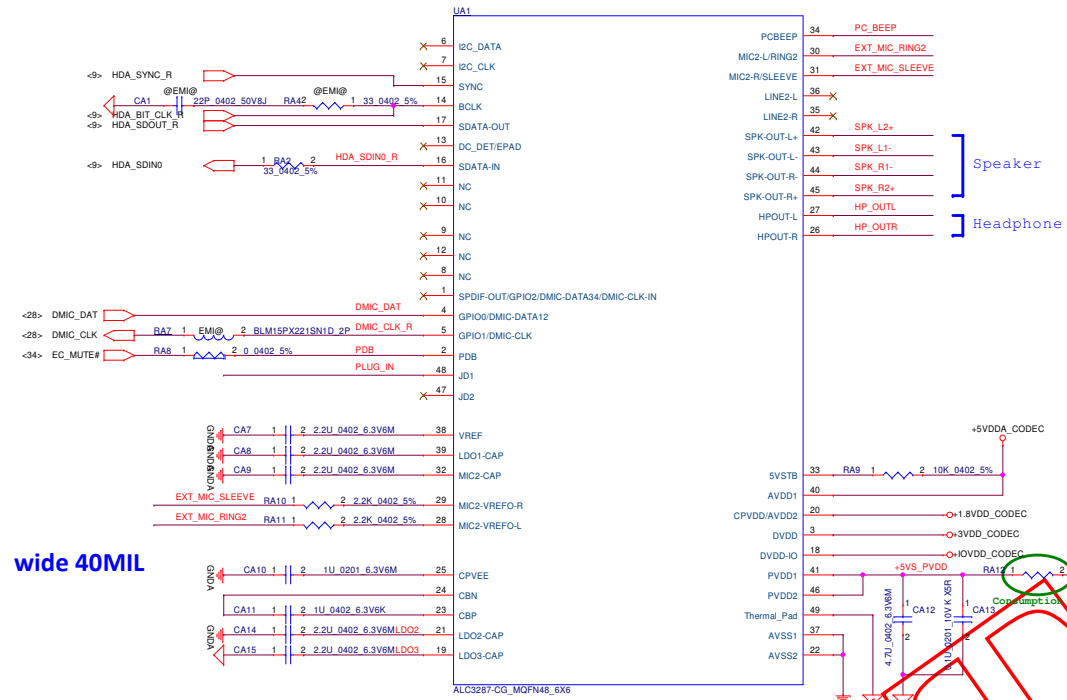 UA1
6 I2C_DATA
7 I2C_CLK
<9> HDA_SYNC_R 15 SYNC
@EMI@ @EMI@
CA1 22P_0402_50V8J RA42 1 33_0402_5% 14 BCLK
<9> HDA_BIT_CLK_R
<9> HDA_SDOUT_R 17 SDATA-OUT
13 DC_DET/EPAD
<9> HDA_SDIN0 1 RA2 2 HDA_SDIN0_R 16 SDATA-IN
33_0402_5%
11 NC
10 NC
9 NC
12 NC
8 NC
1 SPDIF-OUT/GPIO2/DMIC-DATA34/DMIC-CLK-IN
<28> DMIC_DAT DMIC_DAT 4 GPIO0/DMIC-DATA12
<28> DMIC_CLK RA7 1 EMI@ 2 BLM15PX221SN1D_2P DMIC_CLK_R 5 GPIO1/DMIC-CLK
<34> EC_MUTE# RA8 1 2 0_0402_5% PDB 2 PDB
PLUG_IN 48 JD1
47 JD2
GNDA CA7 1 2 2.2U_0402_6.3V6M 38 VREF
CA8 1 2 2.2U_0402_6.3V6M 39 LDO1-CAP
GNDA CA9 1 2 2.2U_0402_6.3V6M 32 MIC2-CAP
EXT_MIC_SLEEVE RA10 1 2 2.2K_0402_5% 29 MIC2-VREFO-R
EXT_MIC_RING2 RA11 1 2 2.2K_0402_5% 28 MIC2-VREFO-L
wide 40MIL
GNDA CA10 1 2 1U_0201_6.3V6M 25 CPVEE
24 CBN
CA11 1 2 1U_0402_6.3V6K 23 CBP
GNDA CA14 1 2 2.2U_0402_6.3V6M LDO2 21 LDO2-CAP
CA15 1 2 2.2U_0402_6.3V6M LDO3 19 LDO3-CAP
ALC3287-CG_MQFN48_6X6
PCBEEP 34 PC_BEEP
MIC2-L/RING2 30 EXT_MIC_RING2
MIC2-R/SLEEVE 31 EXT_MIC_SLEEVE
LINE2-L 36
LINE2-R 35
SPK-OUT-L+ 42 SPK_L2+
SPK-OUT-L- 43 SPK_L1-
SPK-OUT-R- 44 SPK_R1-
SPK-OUT-R+ 45 SPK_R2+
Speaker
HPOUT-L 27 HP_OUTL
HPOUT-R 26 HP_OUTR
Headphone
+5VDDA_CODEC
5VSTB 33 RA9 1 2 10K_0402_5%
AVDD1 40
CPVDD/AVDD2 20 +1.8VDD_CODEC
DVDD 3 +3VDD_CODEC
DVDD-IO 18 +IOVDD_CODEC
PVDD1 41 +5VS_PVDD RA12 1 2
PVDD2 46
Consumption
Thermal_Pad 49
AVSS1 37
AVSS2 22
4.7U_0402_6.3V6M 1 2 CA12
1 2 CA13